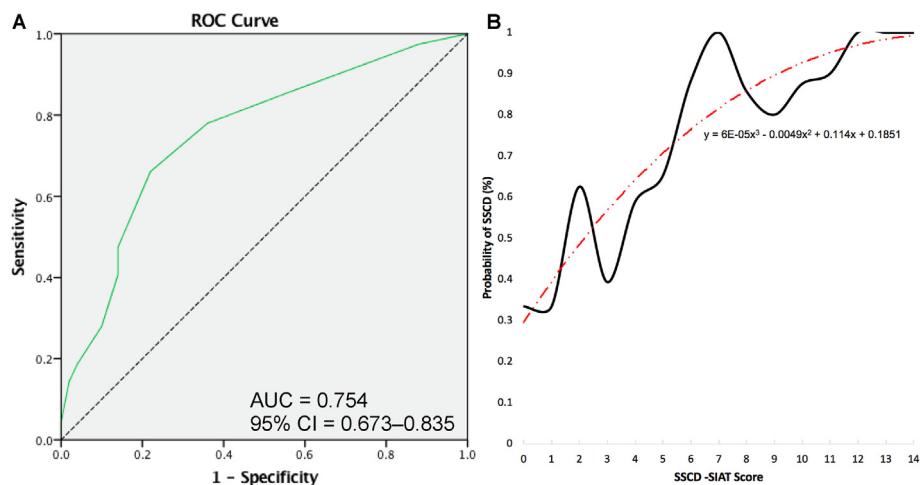 A
ROC Curve
1.0
0.8
0.6
0.4
0.2
0.0
Sensitivity
AUC = 0.754
95% CI = 0.673–0.835
0.0 0.2 0.4 0.6 0.8 1.0
1 - Specificity
B
1
0.9
0.8
0.7
0.6
0.5
0.4
0.3
0.2
0.1
0
Probability of SSCD (%)
y = 6E-05x³ - 0.0049x² + 0.114x + 0.1851
0 1 2 3 4 5 6 7 8 9 10 11 12 13 14
SSCD -SIAT Score